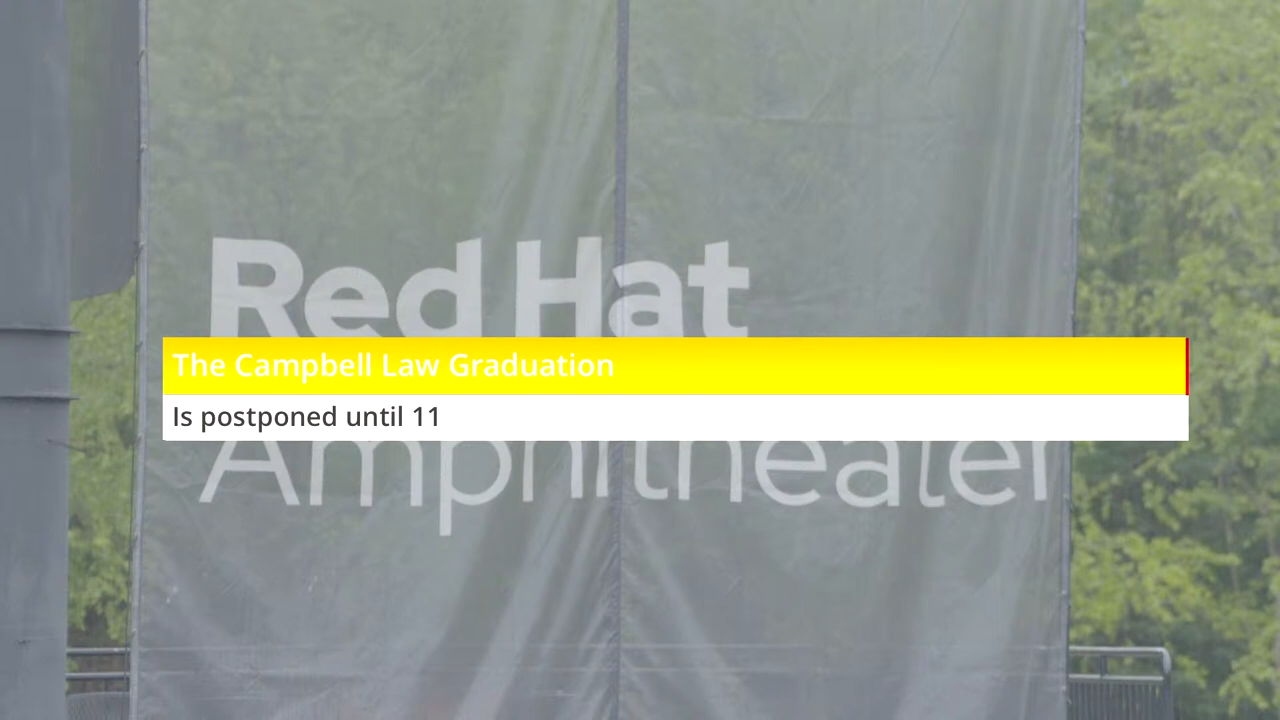 Red Hat
The Campbell Law Graduation
Is postponed until 11
Amphitheater